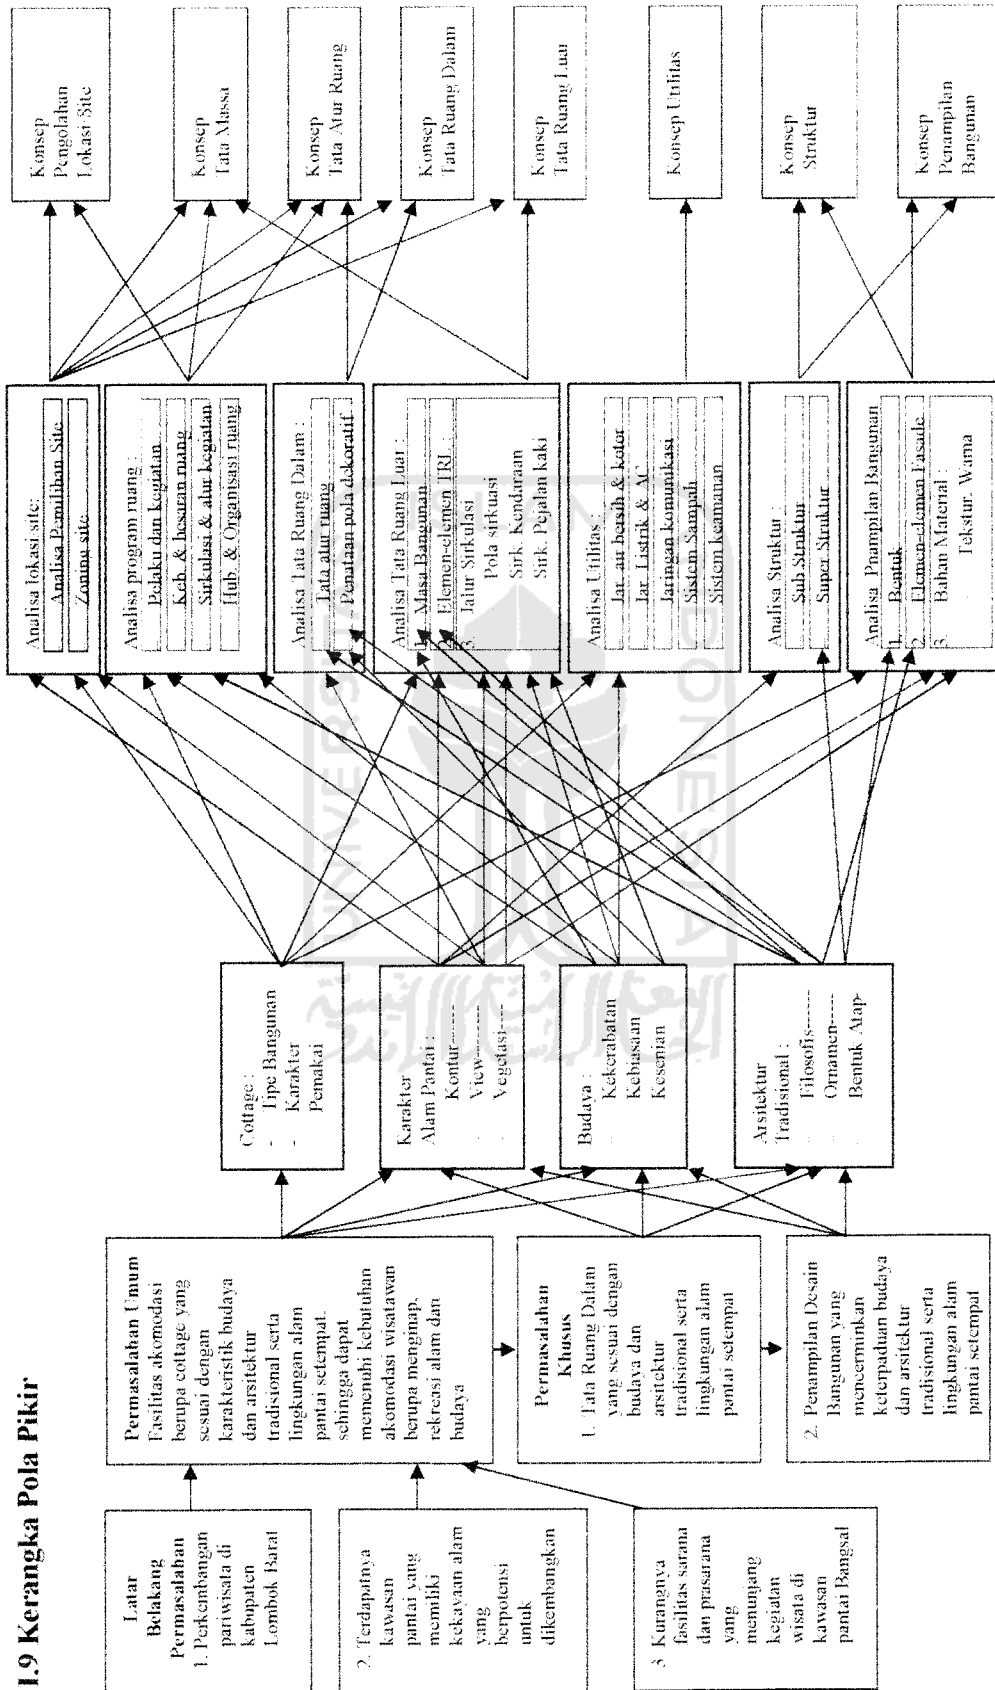 I.9 Kerangka Pola Pikir
Latar
Belakang
Permasalahan
1. Perkembangan
pariwisata di
kabupaten
Lombok Barat
2. Terdapatnya
kawasan
pantai yang
memiliki
kekayaan alam
yang
berpotensi
untuk
dikembangkan
3 Kurangnya
fasilitas sarana
dan prasarana
yang
menunjang
kegiatan
wisata di
kawasan
pantai Bangsal
Permasalahan Umum
Fasilitas akomodasi
berupa cottage yang
sesuai dengan
karakteristik budaya
dan arsitektur
tradisional serta
lingkungan alam
pantai setempat.
sehingga dapat
memenuhi kebutuhan
akomodasi wisatawan
berupa menginap.
rekreasi alam dan
budaya
Permasalahan
Khusus
1. Tata Ruang Dalam
yang sesuai dengan
budaya dan
arsitektur
tradisional serta
lingkungan alam
pantai setempat
2. Penampilan Desain
Bangunan yang
mencerminkan
keterpaduan budaya
dan arsitektur
tradisional serta
lingkungan alam
pantai setempat
Cottage :
- Tipe Bangunan
- Karakter
Pemakai
Karakter
Alam Pantai :
- Kontur------
- View--------
- Vegetasi----
Budaya :
- Kekerabatan
Kebiasaan
Kesenian
Arsitektur
Tradisional :
- Filosofis------
- Ornamen----
- Bentuk Atap-
Analisa lokasi site:
Analisa Pemilihan Site
Zoning site
Analisa program ruang :
Pelaku dan kegiatan
Keb. & besaran ruang
Sirkulasi & alur kegiatan
Hub. & Organisasi ruang
Analisa Tata Ruang Dalam :
Tata atur ruang
Penataan pola dekoratif
Analisa Tata Ruang Luar :
1. Masa Bangunan
2. Elemen-elemen TRL
3. Jalur Sirkulasi
Pola sirkuasi
Sirk. Kendaraan
Sirk. Pejalan kaki
Analisa Utilitas :
Jar. air bersih & kotor
Jar. Listrik & AC
Jaringan komunikasi
Sistem Sampah
Sistem keamanan
Analisa Struktur :
Sub Struktur
Super Struktur
Analisa Pnampilan Bangunan
1. Bentuk
2. Elemen-elemen Fasade
3. Bahan Material :
- Tekstur. Warna
Konsep
Pengolahan
Lokasi Site
Konsep
Tata Massa
Konsep
Tata Atur Ruang
Konsep
Tata Ruang Dalam
Konsep
Tata Ruang Luar
Konsep Utilitas
Konsep
Struktur
Konsep
Penampilan
Bangunan
UNIVERSITAS
INDONESIA